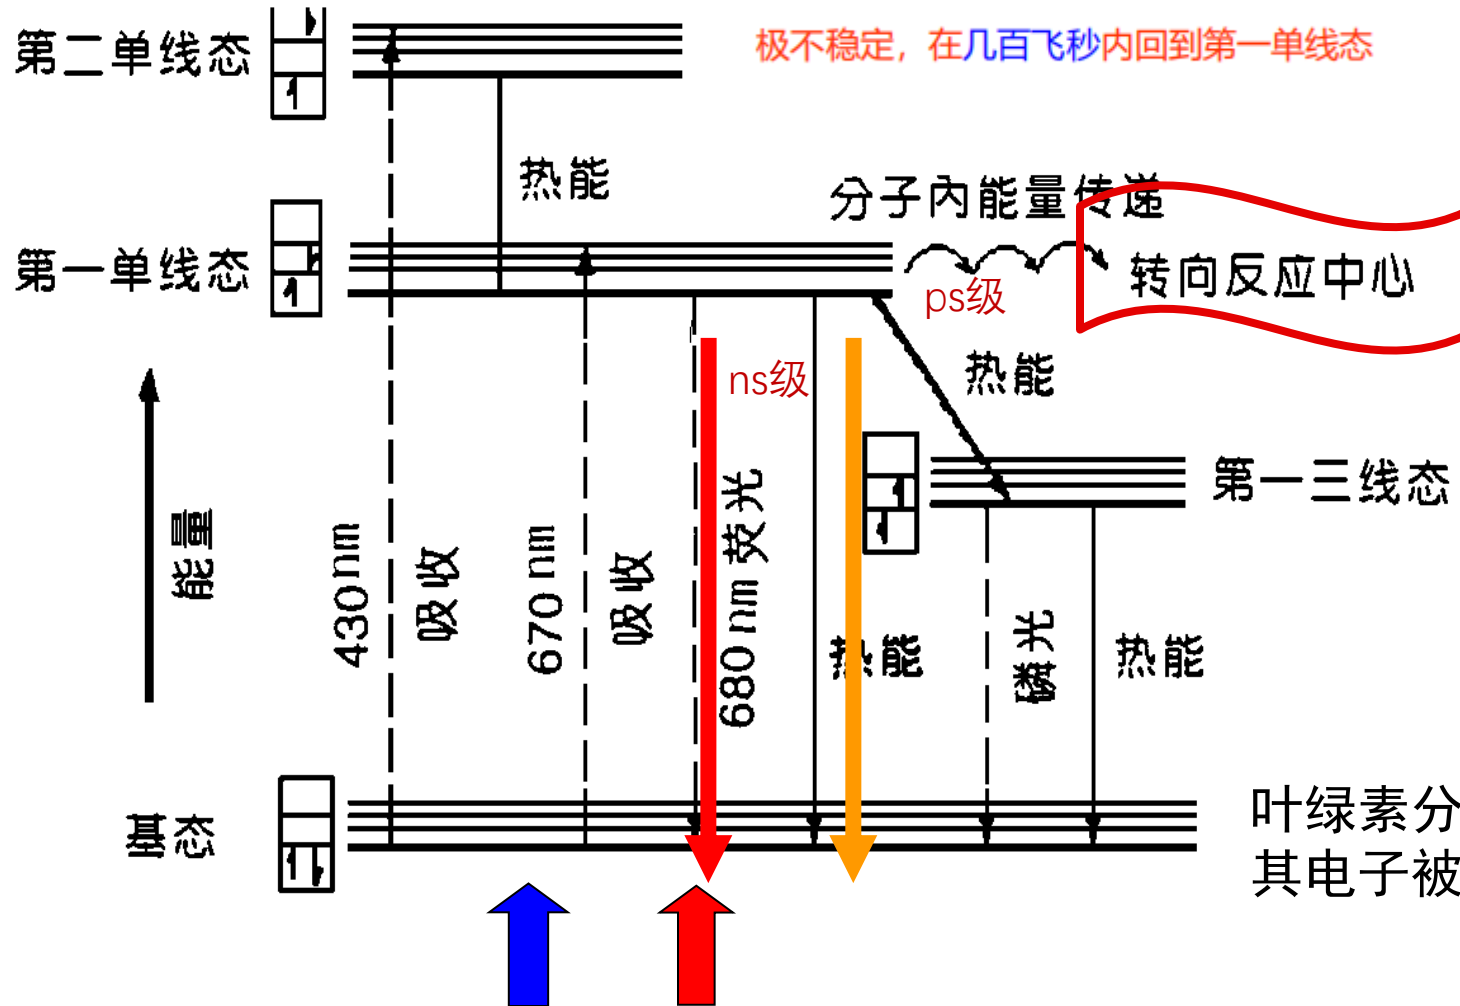 第二单线态
极不稳定，在几百飞秒内回到第一单线态
热能
分子内能量传递
第一单线态
转向反应中心
ps级
热能
ns级
第一三线态
能量
430nm
吸收
670nm
吸收
680nm荧光
热能
磷光
热能
基态
叶绿素分
其电子被